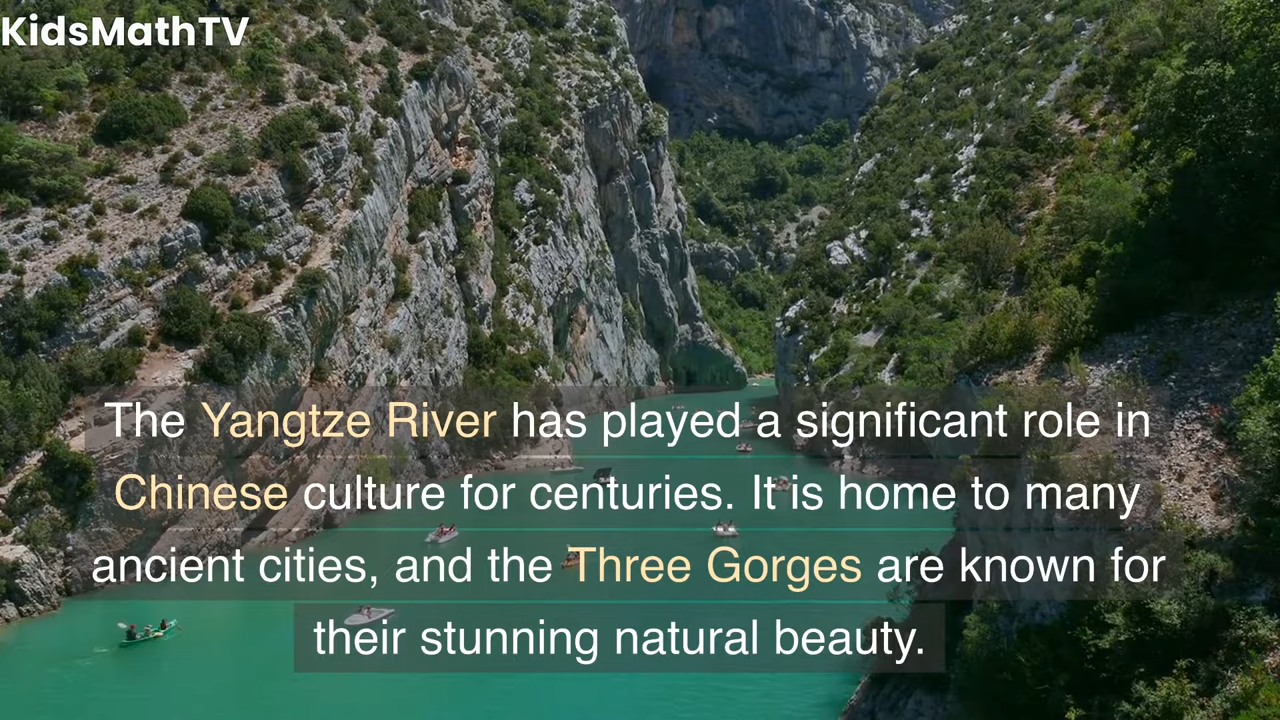 KidsMathTV
The Yangtze River has played a significant role in
Chinese culture for centuries. It is home to many
ancient cities, and the Three Gorges are known for
their stunning natural beauty.